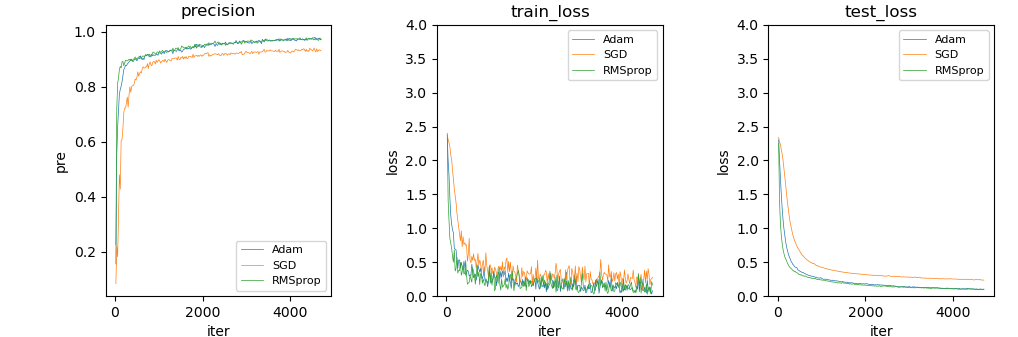 precision
1.0
0.8
0.6
0.4
0.2
pre
Adam
SGD
RMSprop
0
2000
4000
iter
train_loss
4.0
3.5
3.0
2.5
2.0
1.5
1.0
0.5
0.0
loss
Adam
SGD
RMSprop
0
2000
4000
iter
test_loss
4.0
3.5
3.0
2.5
2.0
1.5
1.0
0.5
0.0
loss
Adam
SGD
RMSprop
0
2000
4000
iter